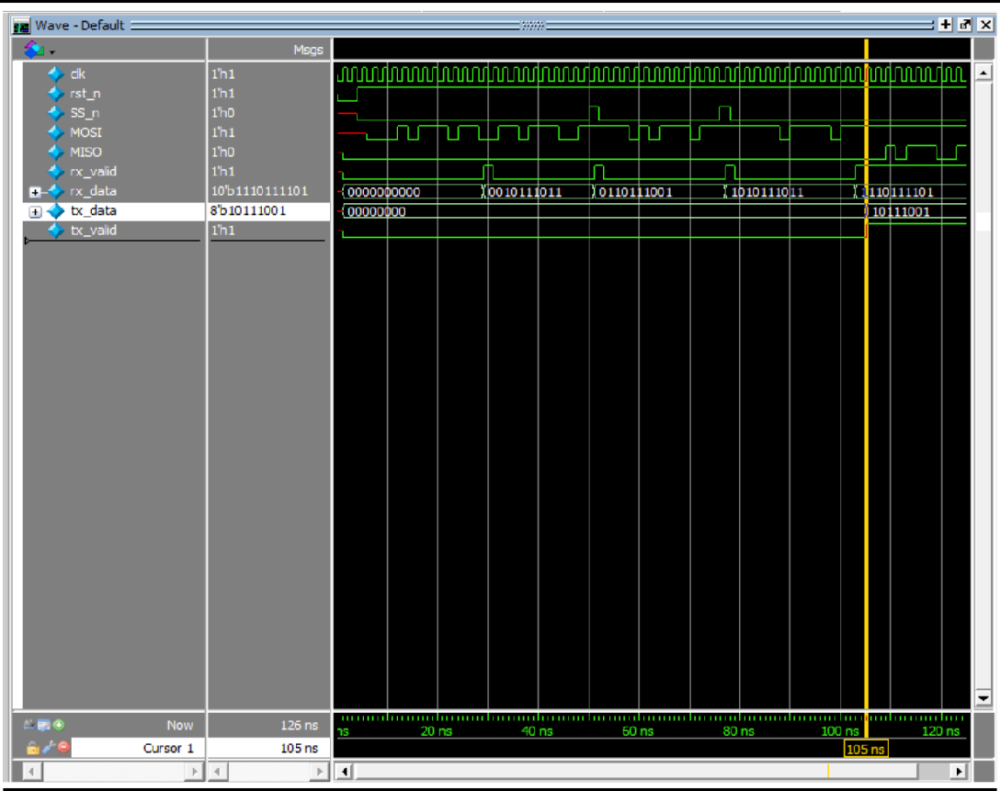 Wave - Default
Msgs
clk 1'h1
rst_n 1'h1
SS_n 1'h0
MOSI 1'h1
MISO 1'h0
rx_valid 1'h1
rx_data 10'b1110111101 0000000000 0010111011 0110111001 1010111011 1110111101
tx_data 8'b10111001 00000000 10111001
tx_valid 1'h1
Now 126 ns ns 20 ns 40 ns 60 ns 80 ns 100 ns 120 ns
Cursor 1 105 ns 105 ns